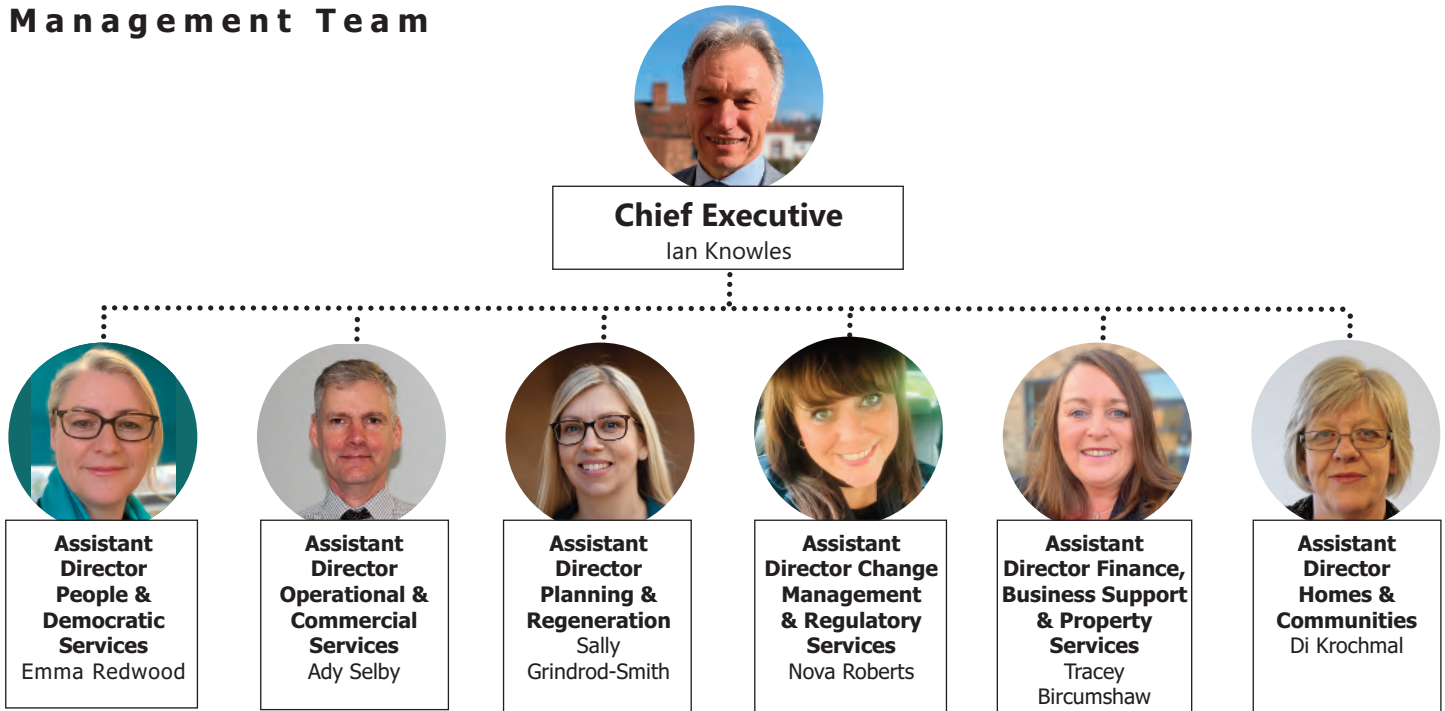 Management Team
Chief Executive
Ian Knowles
Assistant
Director
People &
Democratic
Services
Emma Redwood
Assistant
Director
Operational &
Commercial
Services
Ady Selby
Assistant
Director
Planning &
Regeneration
Sally
Grindrod-Smith
Assistant
Director Change
Management
& Regulatory
Services
Nova Roberts
Assistant
Director Finance,
Business Support
& Property
Services
Tracey
Bircumshaw
Assistant
Director
Homes &
Communities
Di Krochmal